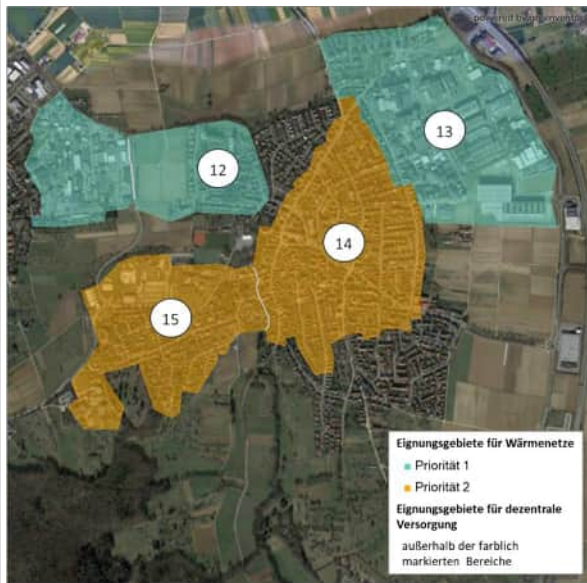 powered by greenventory
13
12
14
15
Eignungsgebiete für Wärmenetze
Priorität 1
Priorität 2
Eignungsgebiete für dezentrale
Versorgung
außerhalb der farblich
markierten Bereiche